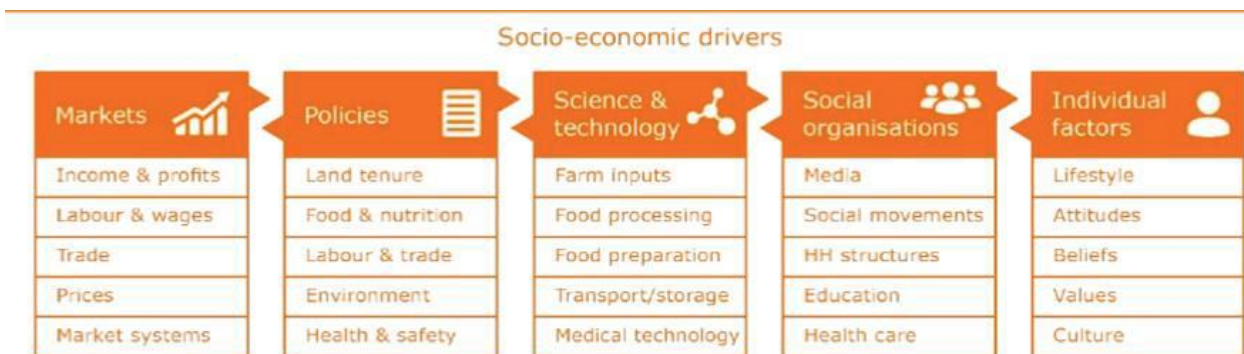 Socio-economic drivers
Markets
Income & profits
Labour & wages
Trade
Prices
Market systems
Policies
Land tenure
Food & nutrition
Labour & trade
Environment
Health & safety
Science &
technology
Farm inputs
Food processing
Food preparation
Transport/storage
Medical technology
Social
organisations
Media
Social movements
HH structures
Education
Health care
Individual
factors
Lifestyle
Attitudes
Beliefs
Values
Culture